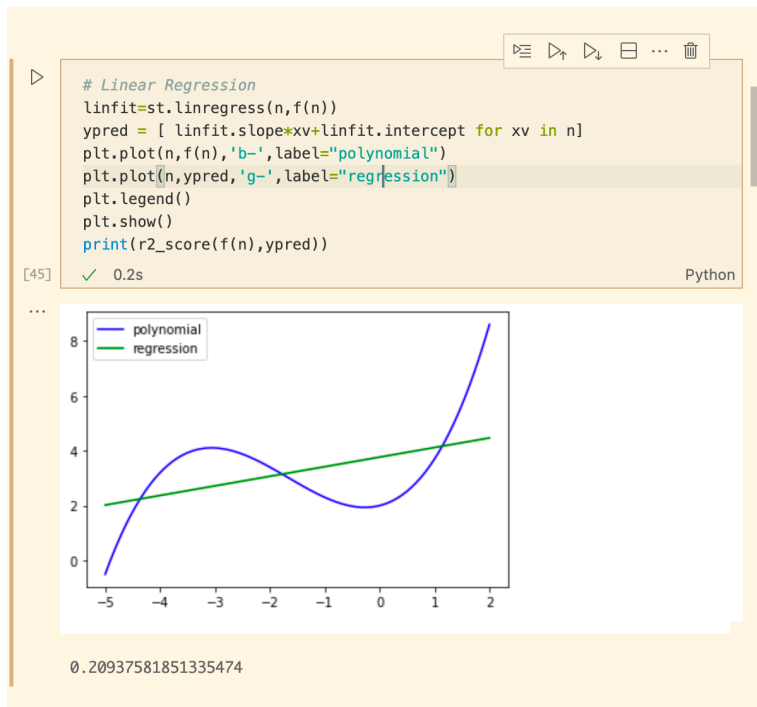 # Linear Regression
linfit=st.linregress(n,f(n))
ypred = [ linfit.slope*xv+linfit.intercept for xv in n]
plt.plot(n,f(n),'b-',label="polynomial")
plt.plot(n,ypred,'g-',label="regression")
plt.legend()
plt.show()
print(r2_score(f(n),ypred))
[45] 0.2s Python
polynomial
regression
8
6
4
2
0
−5 −4 −3 −2 −1 0 1 2
0.20937581851335474